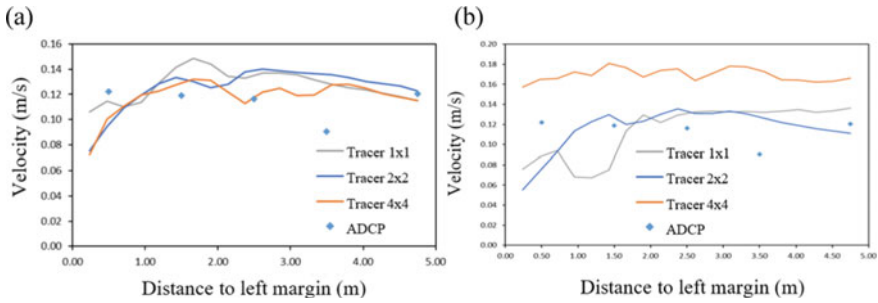 (a)
Velocity (m/s)
0.16
0.14
0.12
0.10
0.08
0.06
0.04
0.02
0.00
Tracer 1x1
Tracer 2x2
Tracer 4x4
ADCP
0.00 1.00 2.00 3.00 4.00 5.00
Distance to left margin (m)
(b)
Velocity (m/s)
0.20
0.18
0.16
0.14
0.12
0.10
0.08
0.06
0.04
0.02
0.00
Tracer 1x1
Tracer 2x2
Tracer 4x4
ADCP
0.00 0.50 1.00 1.50 2.00 2.50 3.00 3.50 4.00 4.50 5.00
Distance to left margin (m)